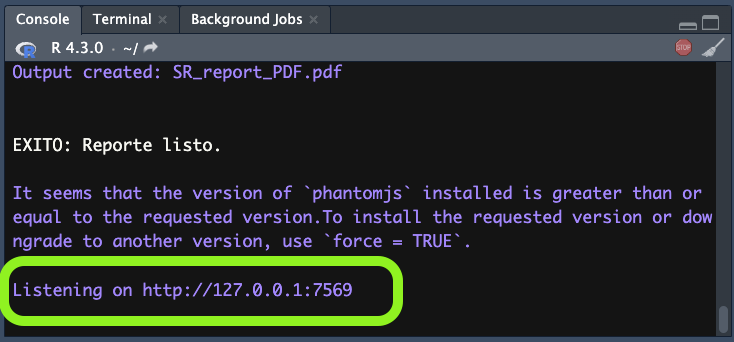 Console Terminal Background Jobs
R 4.3.0 · ~/
STOP
Output created: SR_report_PDF.pdf
EXITO: Reporte listo.
It seems that the version of `phantomjs` installed is greater than or
equal to the requested version.To install the requested version or dow
ngrade to another version, use `force = TRUE`.
Listening on http://127.0.0.1:7569